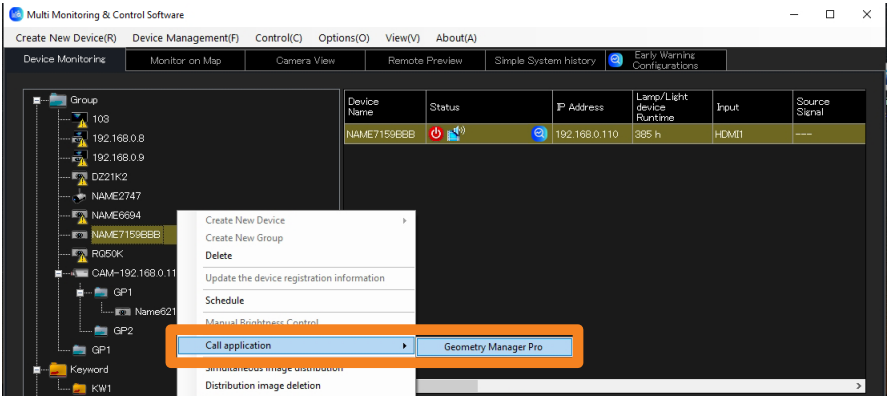 Multi Monitoring & Control Software
Create New Device(R) Device Management(F) Control(C) Options(O) View(V) About(A)
Device Monitoring Monitor on Map Camera View Remote Preview Simple System history Early Warning Configurations
Group
103
192.168.0.8
192.168.0.9
DZ21K2
NAME2747
NAME6694
NAME7159BBB
RQ50K
CAM-192.168.0.11
GP1
Name621
GP2
GP1
Keyword
KW1
Device Name Status IP Address Lamp/Light device Runtime Input Source Signal
NAME7159BBB 192.168.0.110 385 h HDMI1 ---
Create New Device
Create New Group
Delete
Update the device registration information
Schedule
Manual Brightness Control
Call application
Geometry Manager Pro
Simultaneous image distribution
Distribution image deletion